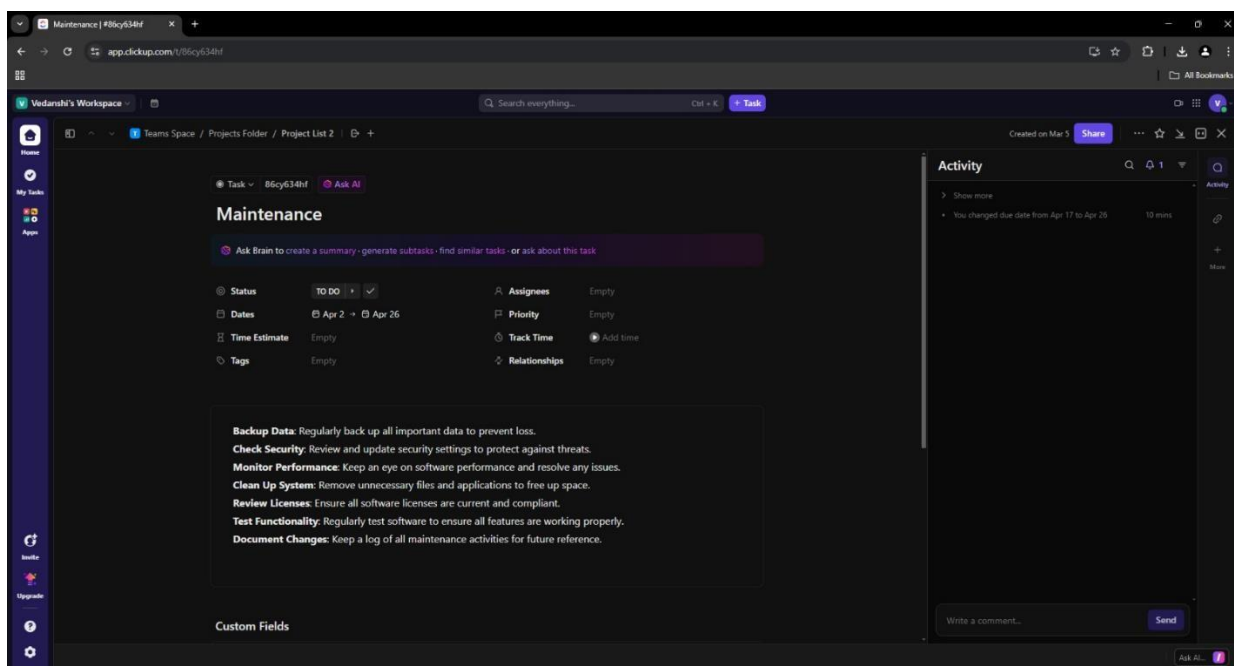 Maintenance | #86cy634hf
app.clickup.com/t/86cy634hf
All Bookmarks
V Vedanshi's Workspace
Search everything...
Ctrl + K
+ Task
V
Home
My Tasks
Apps
Invite
Upgrade
T Teams Space / Projects Folder / Project List 2
Created on Mar 5
Share
Task
86cy634hf
Ask AI
Maintenance
Ask Brain to create a summary · generate subtasks · find similar tasks · or ask about this task
Status
TO DO
Assignees
Empty
Dates
Apr 2 → Apr 26
Priority
Empty
Time Estimate
Empty
Track Time
Add time
Tags
Empty
Relationships
Empty
Backup Data: Regularly back up all important data to prevent loss.
Check Security: Review and update security settings to protect against threats.
Monitor Performance: Keep an eye on software performance and resolve any issues.
Clean Up System: Remove unnecessary files and applications to free up space.
Review Licenses: Ensure all software licenses are current and compliant.
Test Functionality: Regularly test software to ensure all features are working properly.
Document Changes: Keep a log of all maintenance activities for future reference.
Custom Fields
Activity
1
Show more
You changed due date from Apr 17 to Apr 26
10 mins
Write a comment...
Send
Activity
More
Ask AI...